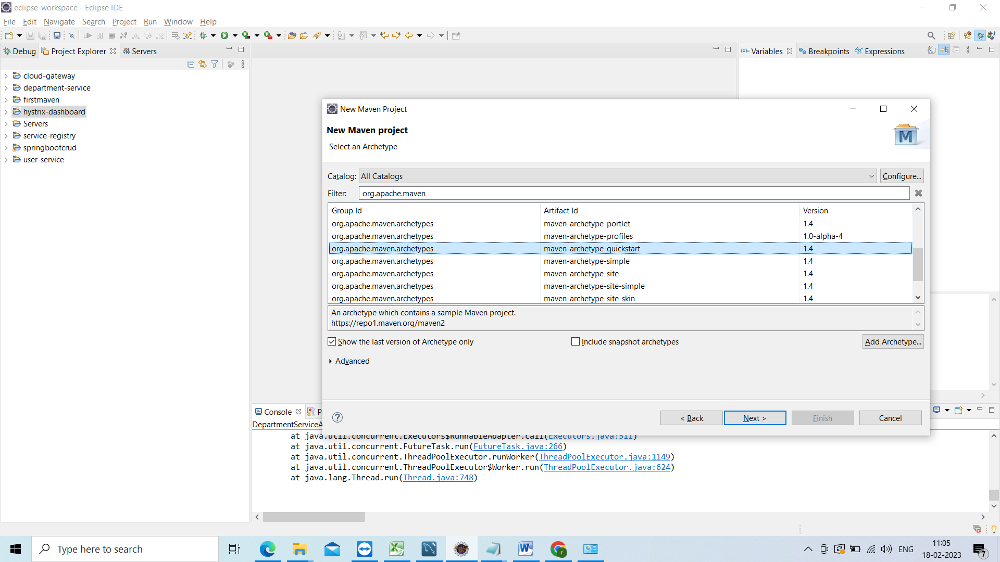 eclipse-workspace - Eclipse IDE
File Edit Navigate Search Project Run Window Help
Debug Project Explorer Servers
cloud-gateway
department-service
firstmaven
hystrix-dashboard
Servers
service-registry
springbootcrud
user-service
(x)= Variables Breakpoints Expressions
New Maven Project
New Maven project
Select an Archetype
M
Catalog: All Catalogs Configure...
Filter: org.apache.maven
Group Id Artifact Id Version
org.apache.maven.archetypes maven-archetype-portlet 1.4
org.apache.maven.archetypes maven-archetype-profiles 1.0-alpha-4
org.apache.maven.archetypes maven-archetype-quickstart 1.4
org.apache.maven.archetypes maven-archetype-simple 1.4
org.apache.maven.archetypes maven-archetype-site 1.4
org.apache.maven.archetypes maven-archetype-site-simple 1.4
org.apache.maven.archetypes maven-archetype-site-skin 1.4
An archetype which contains a sample Maven project.
https://repo1.maven.org/maven2
Show the last version of Archetype only Include snapshot archetypes Add Archetype...
Advanced
< Back Next > Finish Cancel
Console P
DepartmentServiceA
at java.util.concurrent.Executors$RunnableAdapter.call(Executors.java:511)
at java.util.concurrent.FutureTask.run(FutureTask.java:266)
at java.util.concurrent.ThreadPoolExecutor.runWorker(ThreadPoolExecutor.java:1149)
at java.util.concurrent.ThreadPoolExecutor$Worker.run(ThreadPoolExecutor.java:624)
at java.lang.Thread.run(Thread.java:748)
Type here to search
ENG
11:05
18-02-2023
7